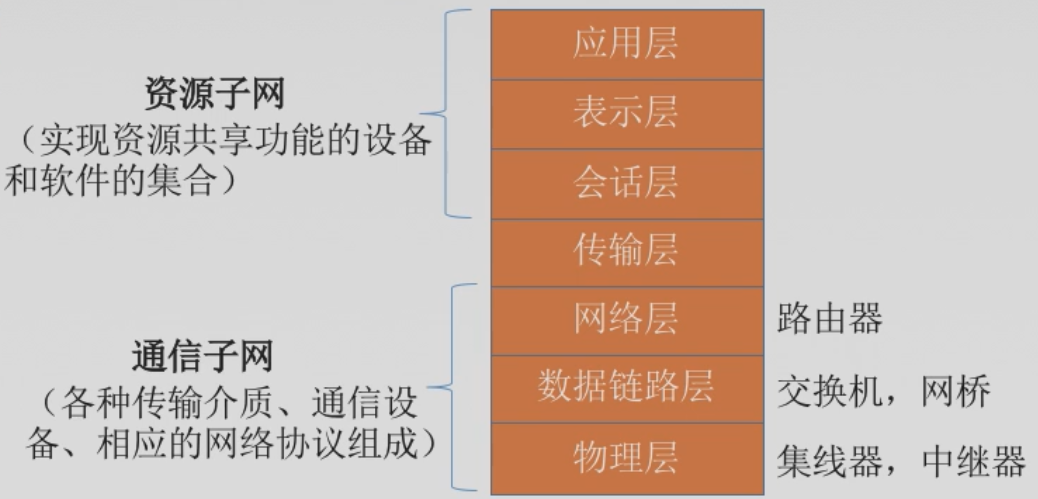 资源子网
（实现资源共享功能的设备
和软件的集合）
通信子网
（各种传输介质、通信设
备、相应的网络协议组成）
应用层
表示层
会话层
传输层
网络层
数据链路层
物理层
路由器
交换机，网桥
集线器，中继器